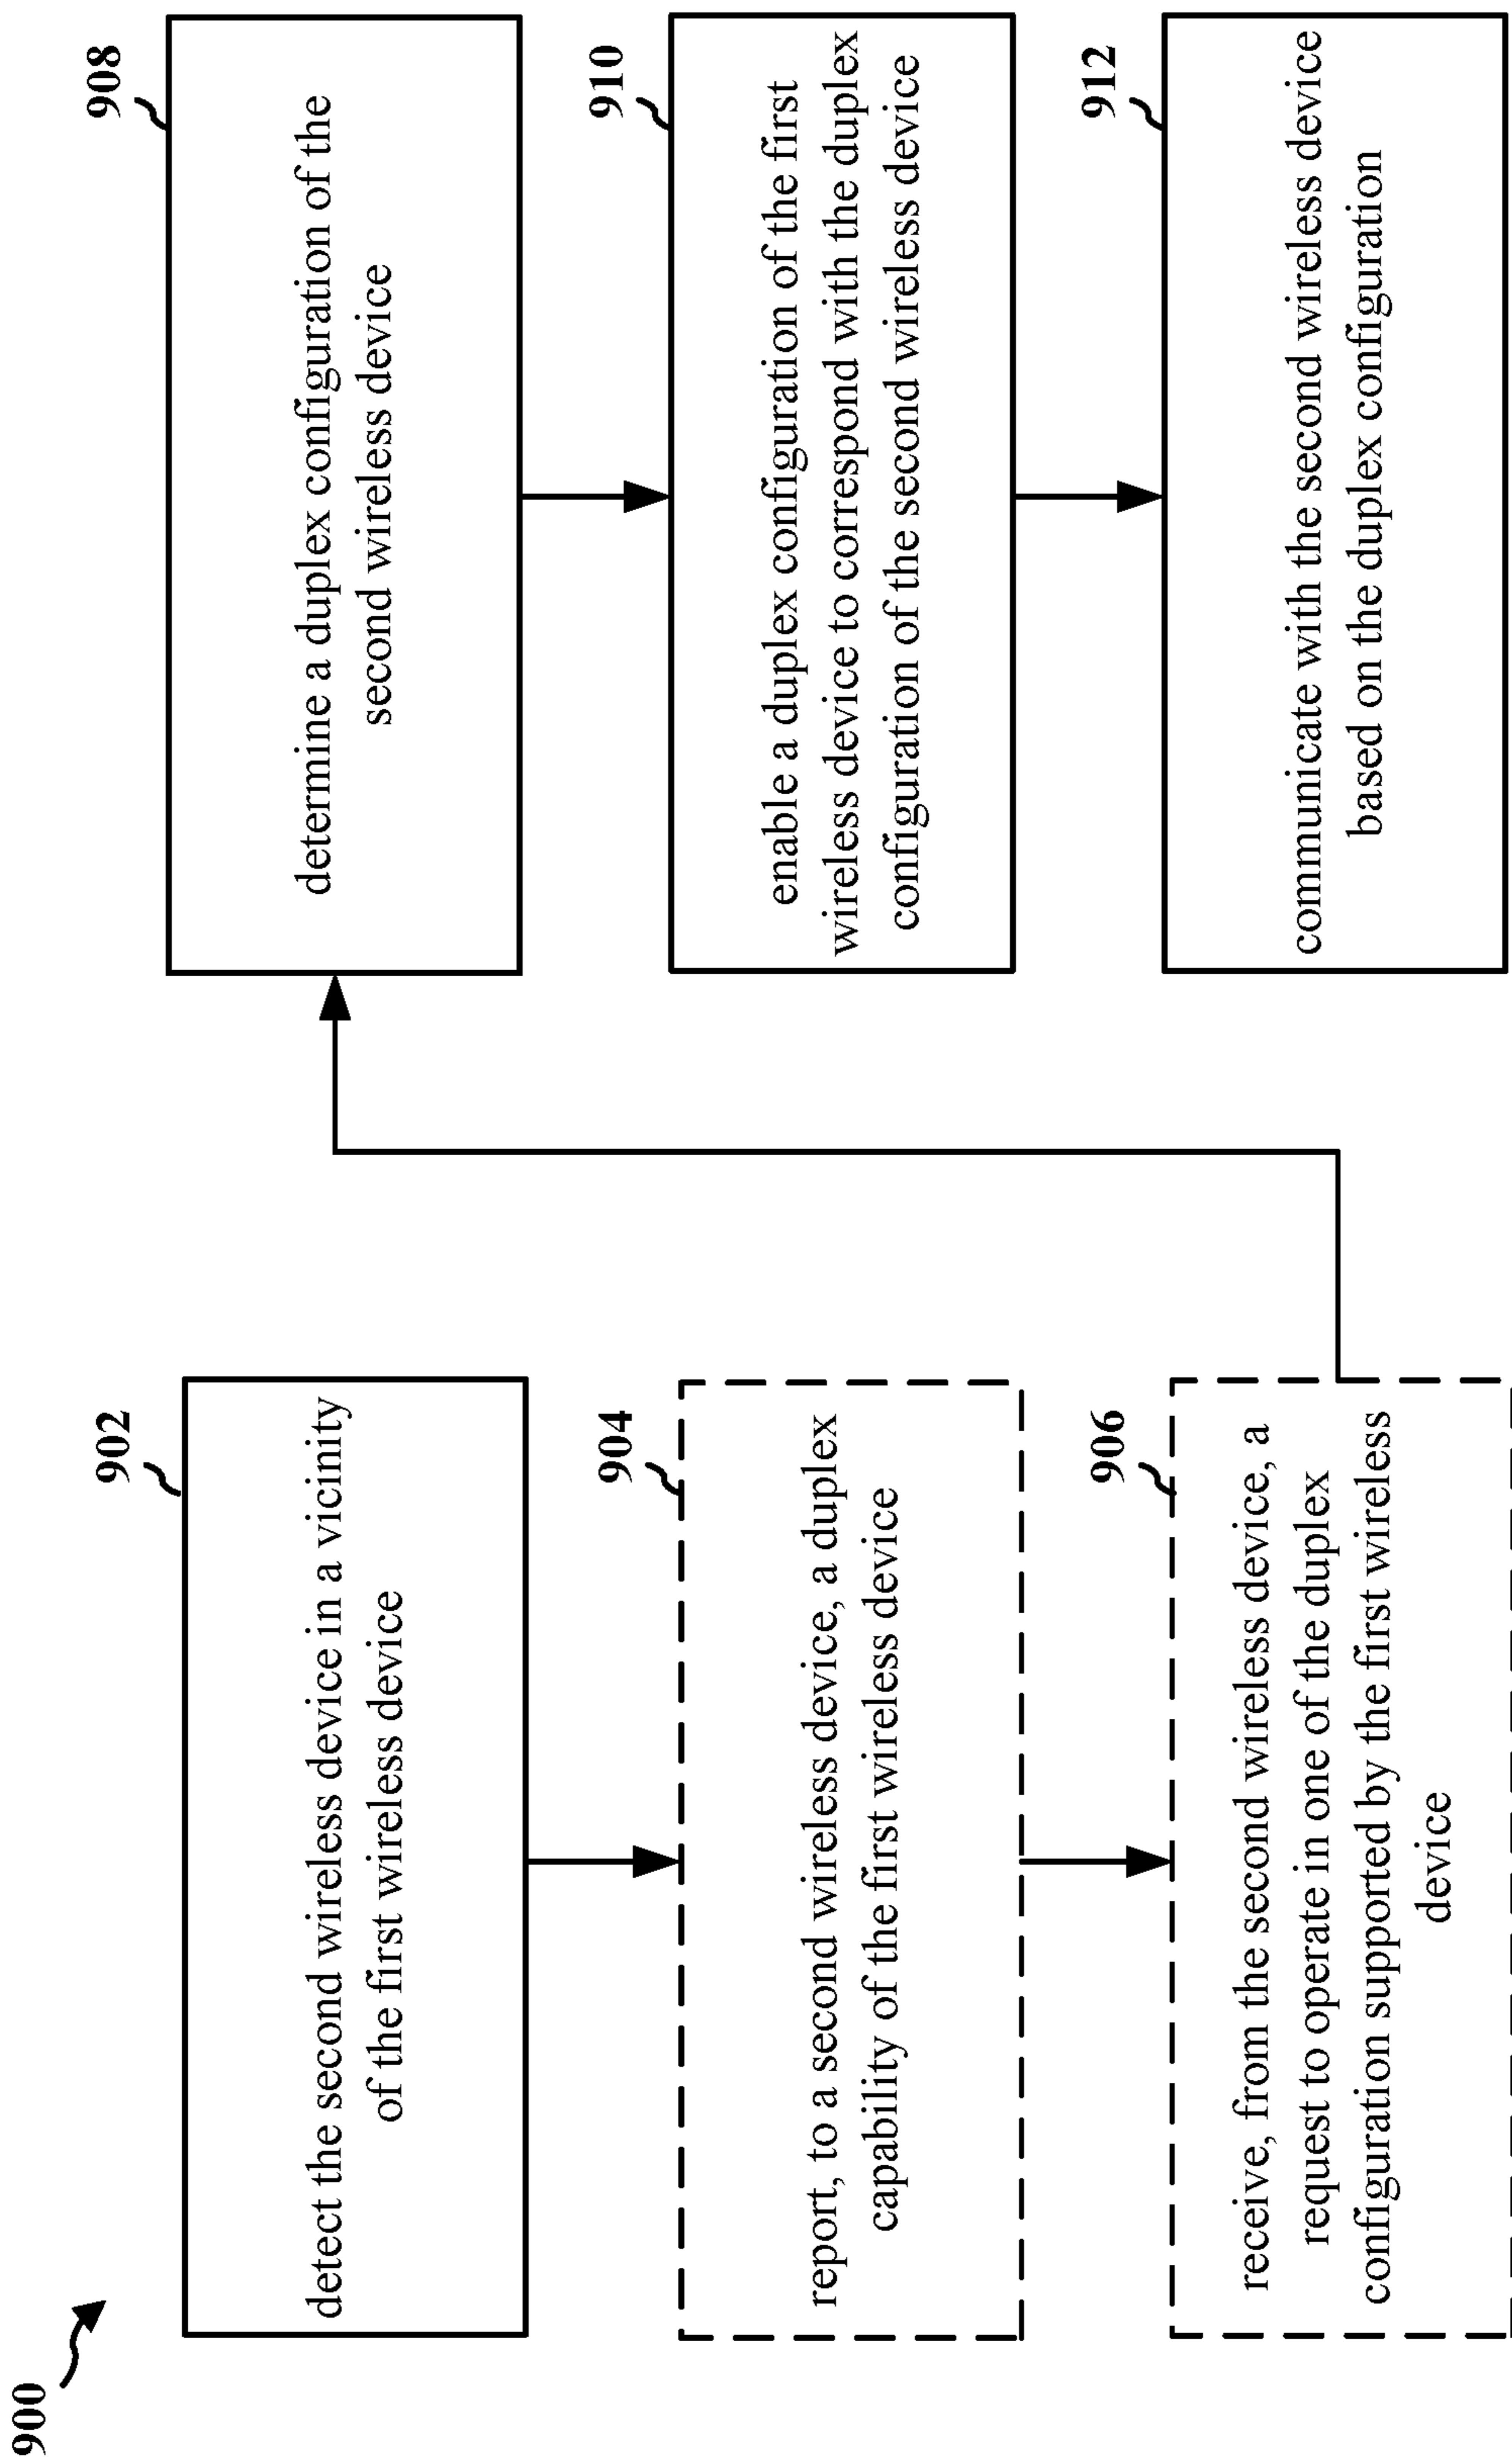 900
902
detect the second wireless device in a vicinity
of the first wireless device
904
report, to a second wireless device, a duplex
capability of the first wireless device
906
receive, from the second wireless device, a
request to operate in one of the duplex
configuration supported by the first wireless
device
908
determine a duplex configuration of the
second wireless device
910
enable a duplex configuration of the first
wireless device to correspond with the duplex
configuration of the second wireless device
912
communicate with the second wireless device
based on the duplex configuration